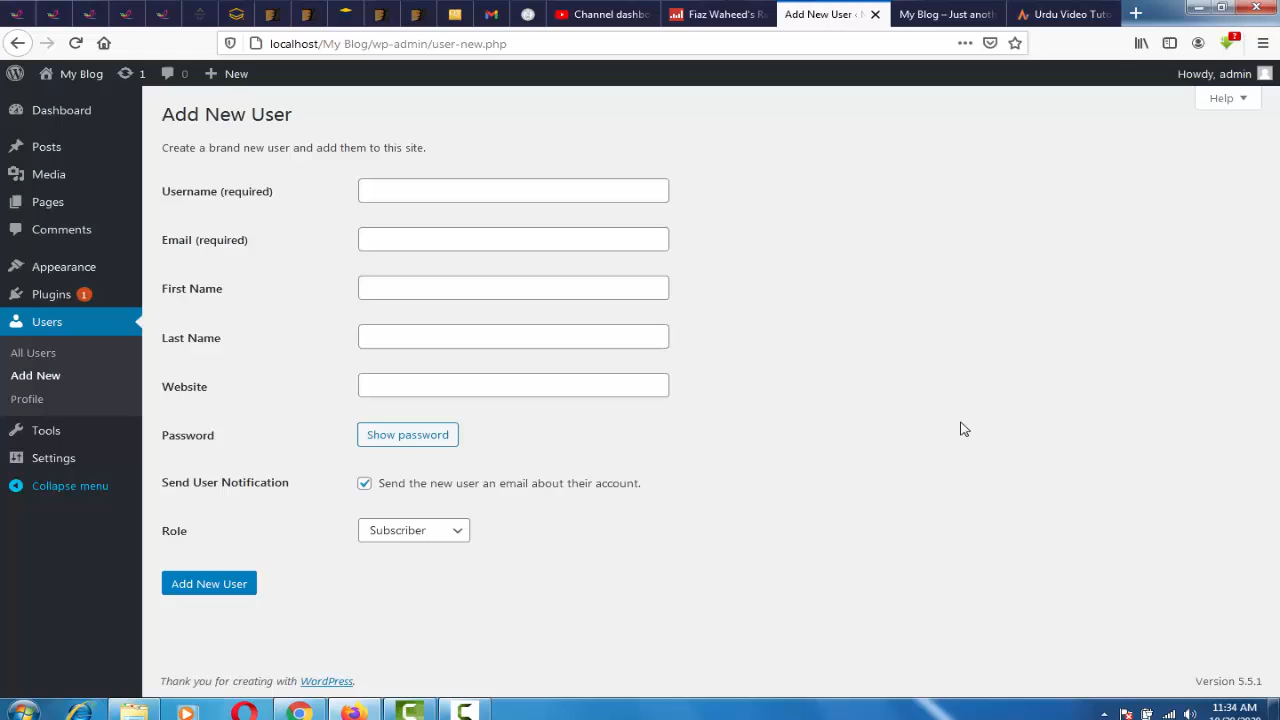 Channel dashbo
Fiaz Waheed's Re
Add New User ‹
My Blog – Just anoth
Urdu Video Tuto
localhost/My Blog/wp-admin/user-new.php
My Blog
1
0
New
Howdy, admin
Help
Dashboard
Posts
Media
Pages
Comments
Appearance
Plugins 1
Users
All Users
Add New
Profile
Tools
Settings
Collapse menu
Add New User
Create a brand new user and add them to this site.
Username (required)
Email (required)
First Name
Last Name
Website
Password
Show password
Send User Notification
Send the new user an email about their account.
Role
Subscriber
Add New User
Thank you for creating with WordPress.
Version 5.5.1
11:34 AM